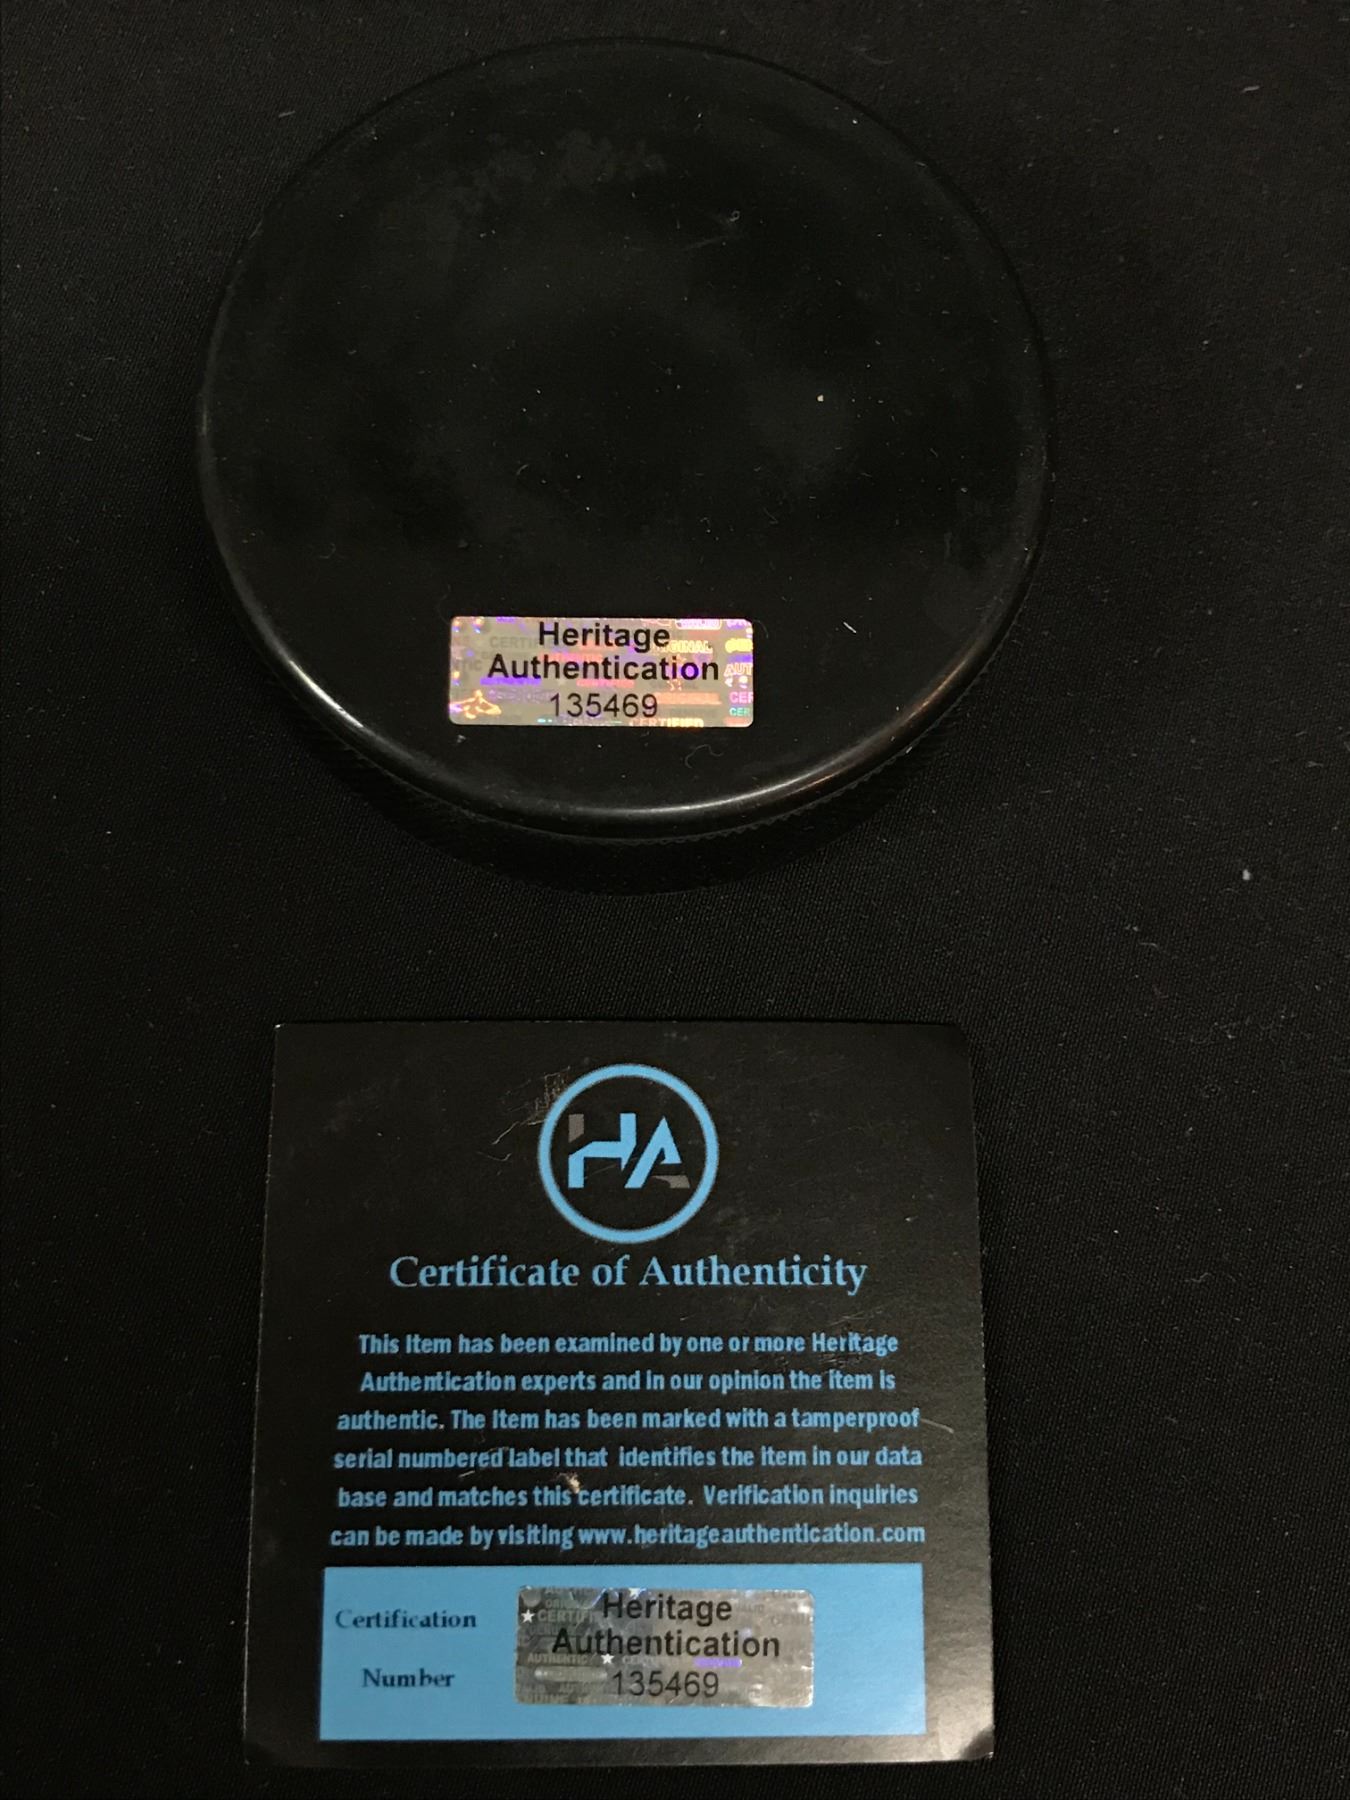 Heritage
Authentication
135469
HA
Certificate of Authenticity
This Item has been examined by one or more Heritage
Authentication experts and in our opinion the item is
authentic. The Item has been marked with a tamperproof
serial numbered label that identifies the item in our data
base and matches this certificate. Verification inquiries
can be made by visiting www.heritageauthentication.com
Certification
Number
Heritage
Authentication
135469